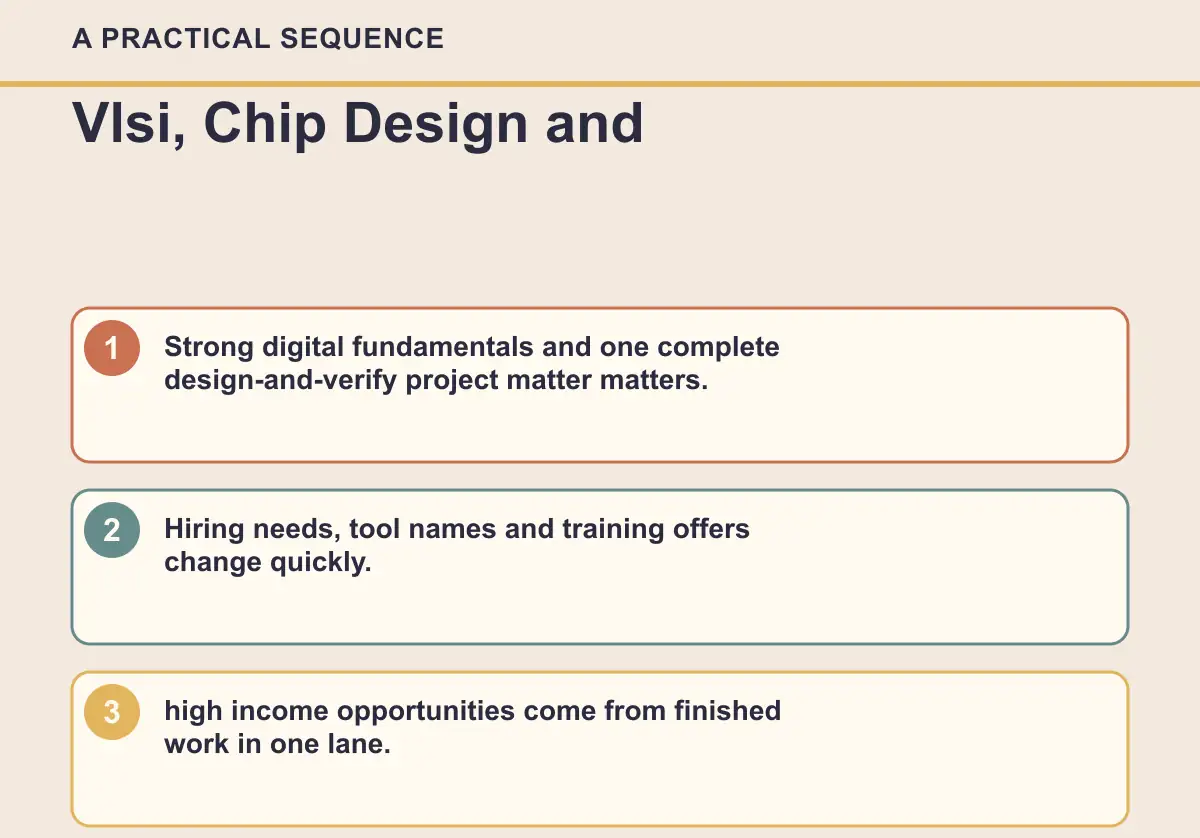 A PRACTICAL SEQUENCE
Vlsi, Chip Design and
1
Strong digital fundamentals and one complete
design-and-verify project matter matters.
2
Hiring needs, tool names and training offers
change quickly.
3
high income opportunities come from finished
work in one lane.